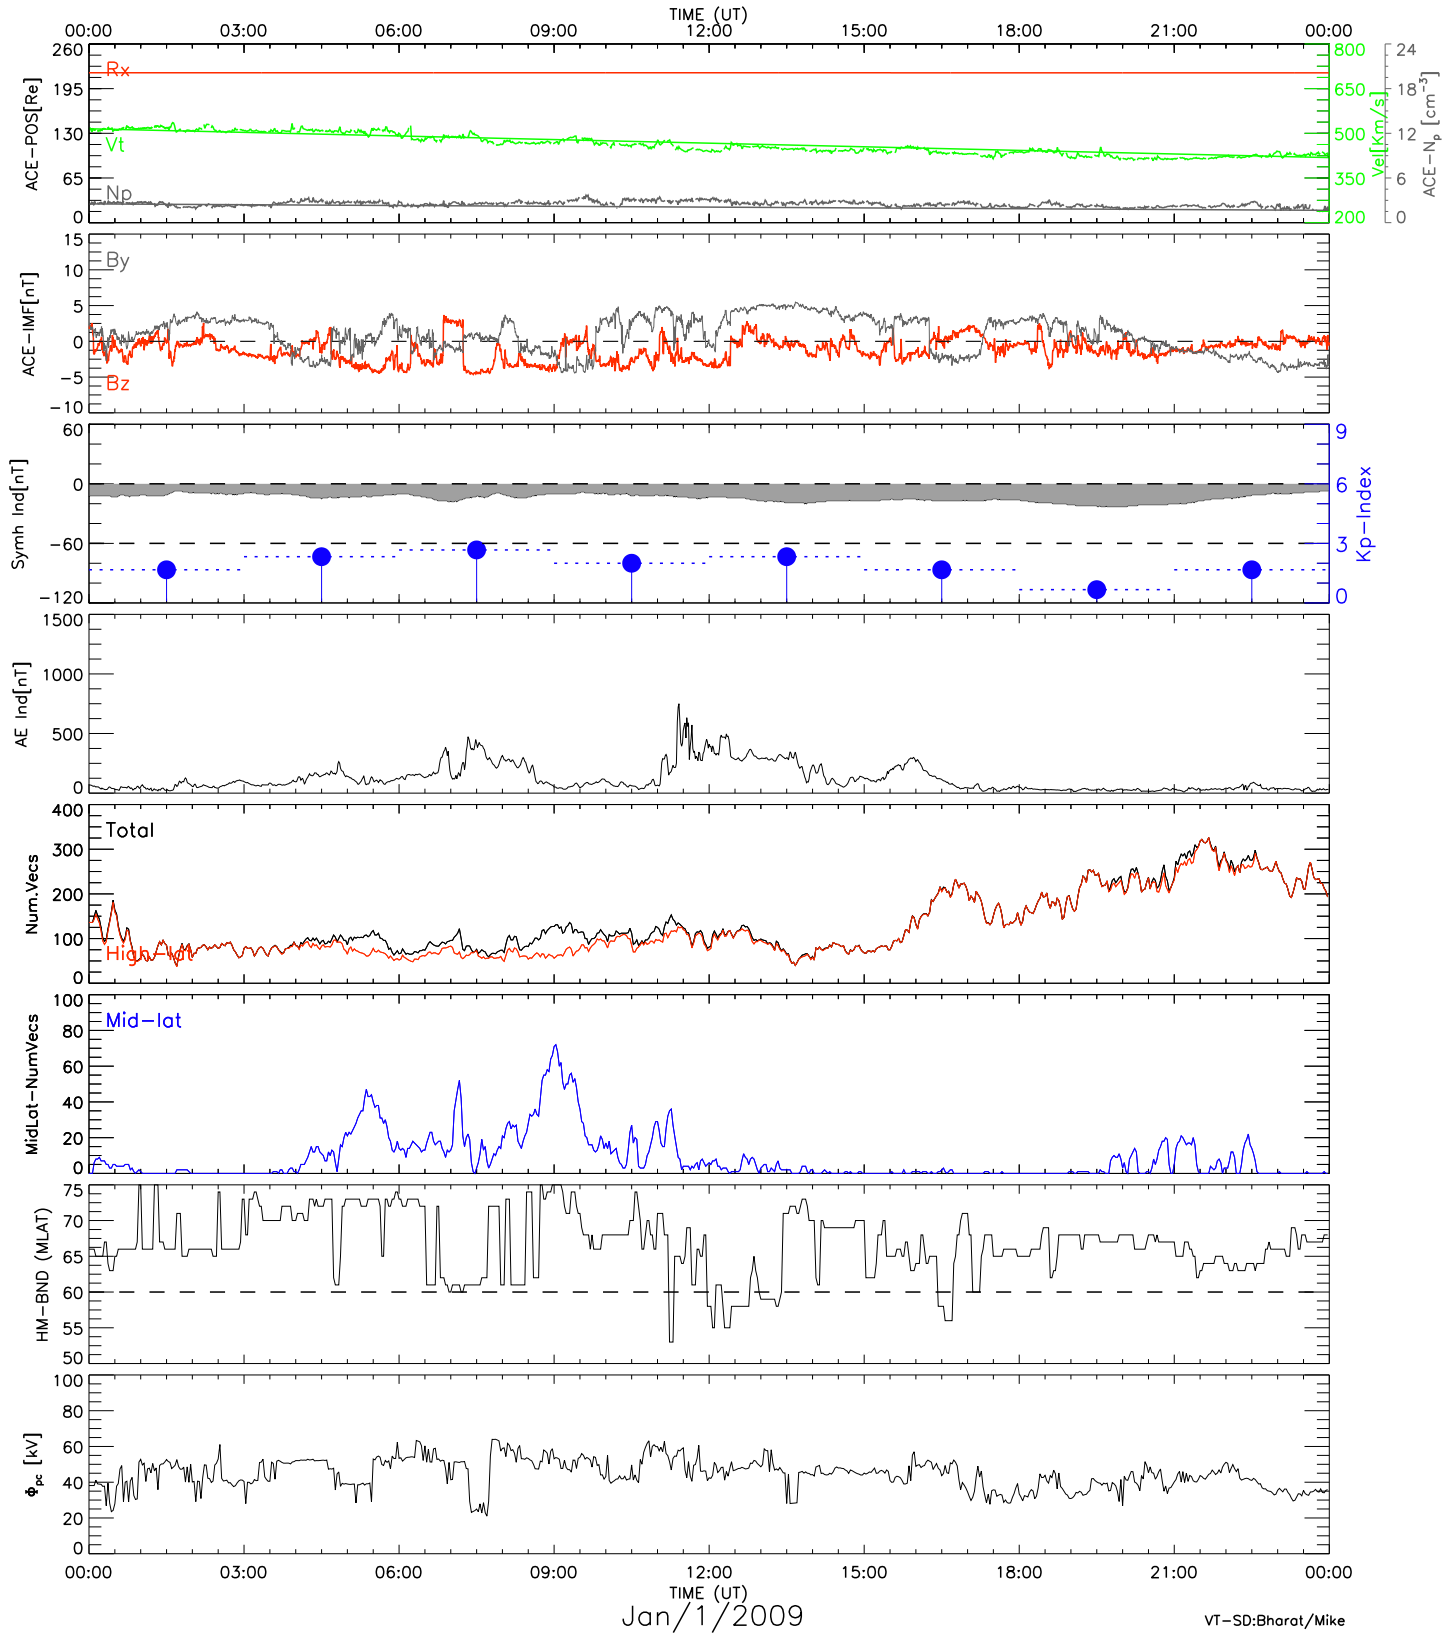 TIME (UT)
00:00 03:00 06:00 09:00 12:00 15:00 18:00 21:00 00:00
260 195 130 65 0
ACE-POS[Re]
Rx
Vt
Np
800 650 500 350 200
Vel[Km/s]
24 18 12 6 0
ACE-Np [cm-3]
15 10 5 0 -5 -10
ACE-IMF[nT]
By
Bz
60 0 -60 -120
Symh Ind[nT]
9 6 3 0
Kp-Index
1500 1000 500 0
AE Ind[nT]
400 300 200 100 0
Num.Vecs
Total
High-lat
100 80 60 40 20 0
MidLat-NumVecs
Mid-lat
75 70 65 60 55 50
HM-BND (MLAT)
100 80 60 40 20 0
Φpc [kV]
00:00 03:00 06:00 09:00 12:00 15:00 18:00 21:00 00:00
TIME (UT)
Jan/1/2009
VT-SD:Bharat/Mike